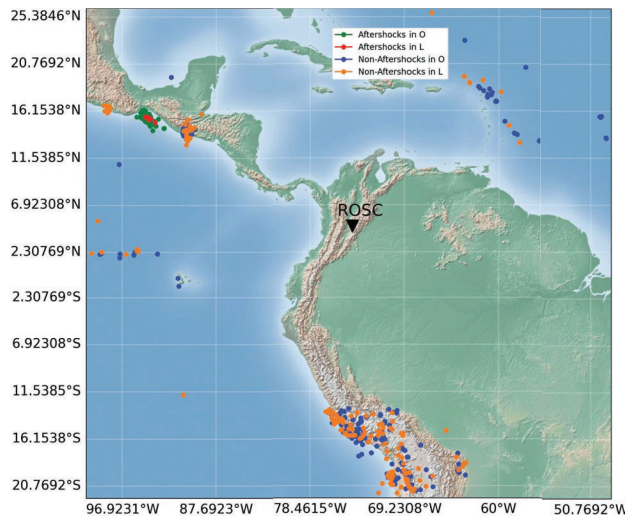 25.3846°N
Aftershocks in O
Aftershocks in L
Non-Aftershocks in O
Non-Aftershocks in L
20.7692°N
16.1538°N
11.5385°N
6.92308°N
ROSC
2.30769°N
2.30769°S
6.92308°S
11.5385°S
16.1538°S
20.7692°S
96.9231°W 87.6923°W 78.4615°W 69.2308°W 60°W 50.7692°W